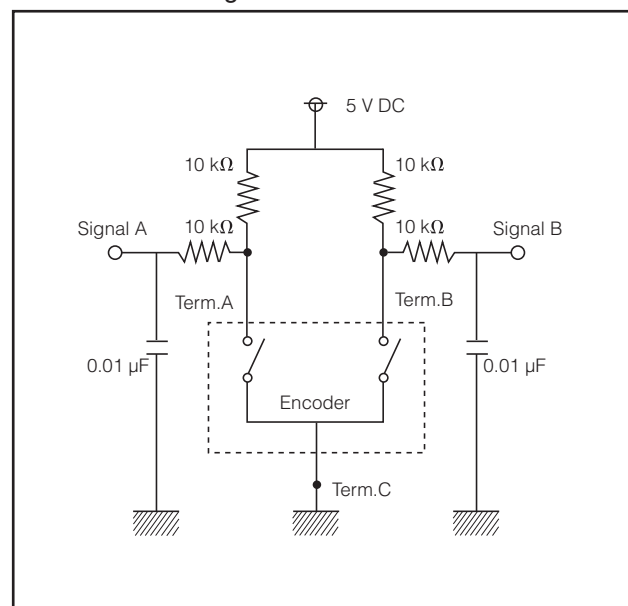 5 V DC
10 kΩ 10 kΩ
10 kΩ 10 kΩ
Signal A Signal B
Term.A Term.B
0.01 µF 0.01 µF
Encoder
Term.C